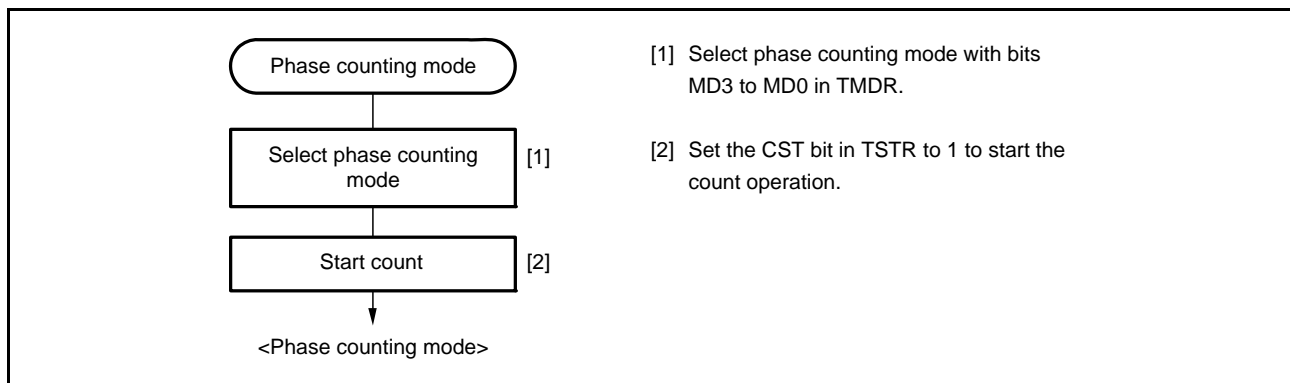 Phase counting mode
Select phase counting
mode
[1]
Start count
[2]
<Phase counting mode>
[1] Select phase counting mode with bits
MD3 to MD0 in TMDR.
[2] Set the CST bit in TSTR to 1 to start the
count operation.